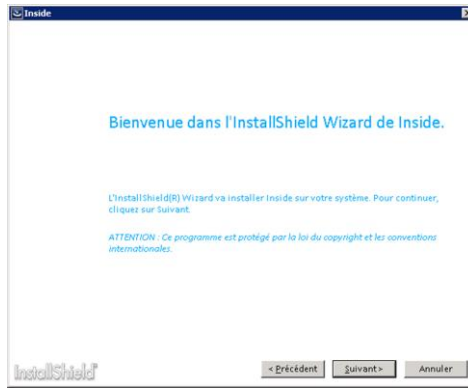 Inside
Bienvenue dans l'InstallShield Wizard de Inside.
L'InstallShield(R) Wizard va installer Inside sur votre système. Pour continuer,
cliquez sur Suivant.
ATTENTION : Ce programme est protégé par la loi du copyright et les conventions
internationales.
InstallShield
< Précédent Suivant > Annuler